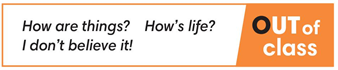 How are things? How's life?
I don't believe it!
OUT of
class